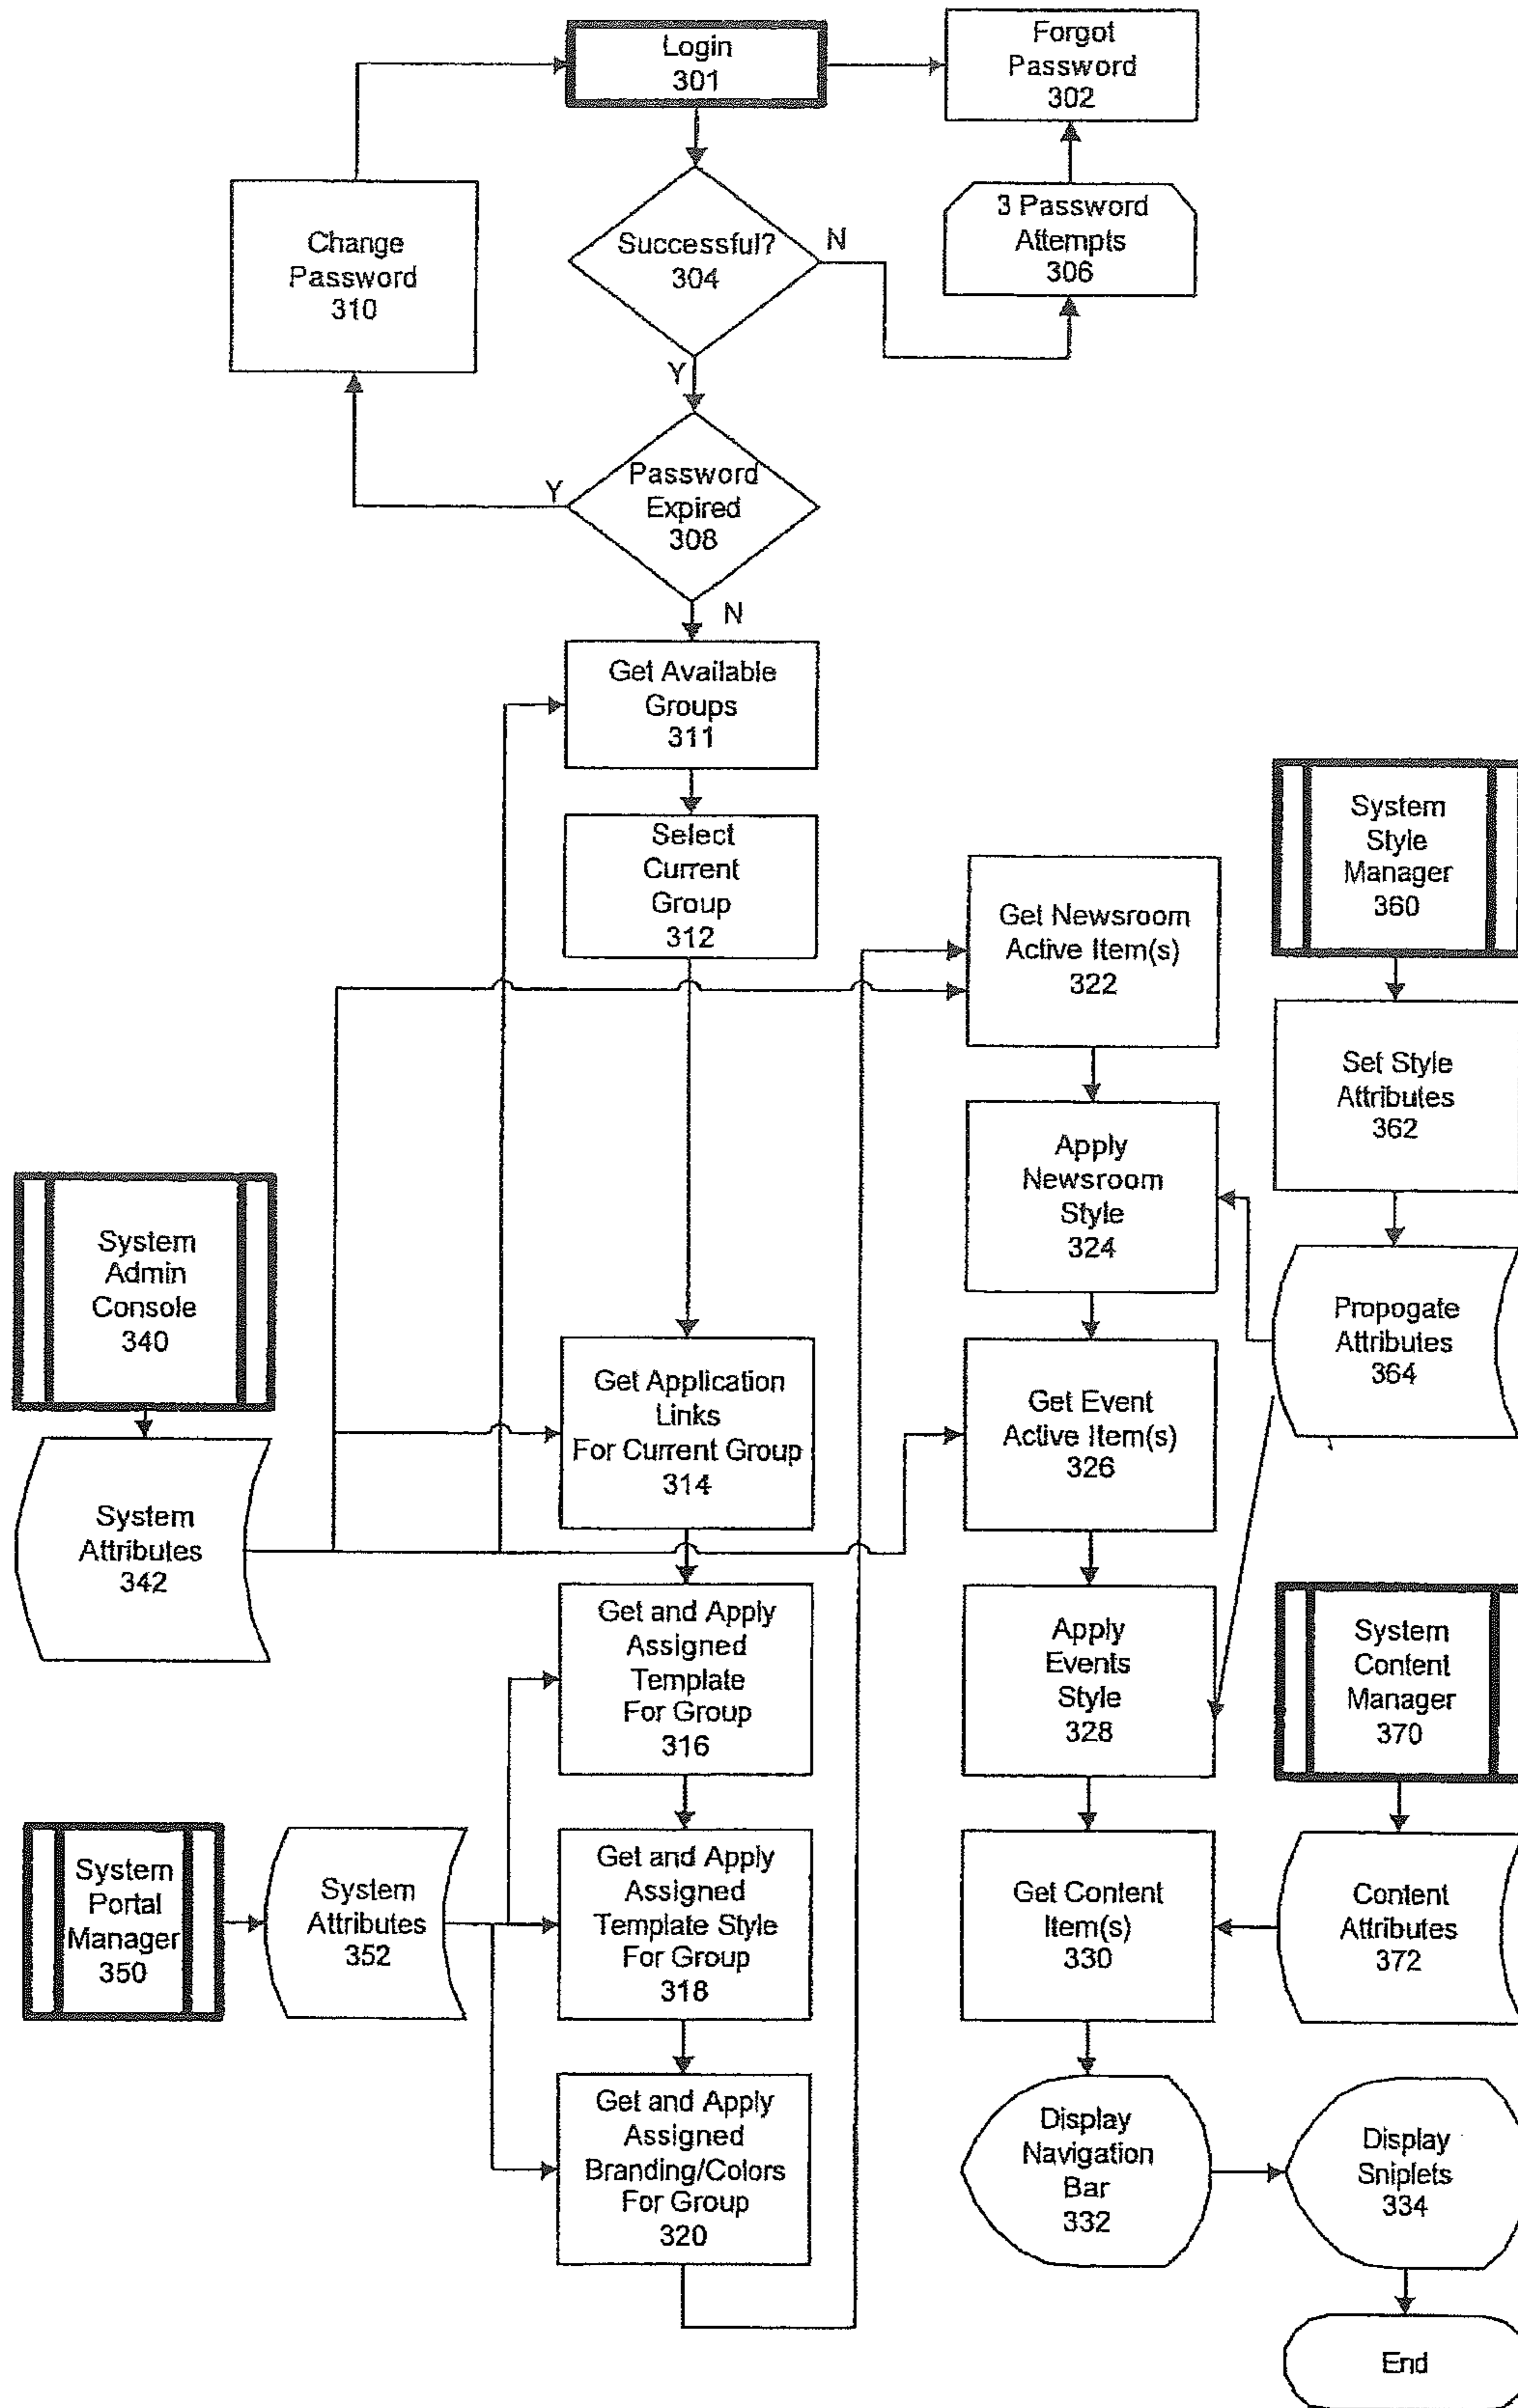 Login
301
Forgot
Password
302
Change
Password
310
Successful?
304
N
3 Password
Attempts
306
Y
Password
Expired
308
Y
N
Get Available
Groups
311
Select
Current
Group
312
Get Newsroom
Active Item(s)
322
System
Style
Manager
360
Set Style
Attributes
362
Apply
Newsroom
Style
324
System
Admin
Console
340
Propogate
Attributes
364
Get Application
Links
For Current Group
314
Get Event
Active Item(s)
326
System
Attributes
342
Get and Apply
Assigned
Template
For Group
316
Apply
Events
Style
328
System
Content
Manager
370
System
Portal
Manager
350
System
Attributes
352
Get and Apply
Assigned
Template Style
For Group
318
Get Content
Item(s)
330
Content
Attributes
372
Get and Apply
Assigned
Branding/Colors
For Group
320
Display
Navigation
Bar
332
Display
Sniplets
334
End